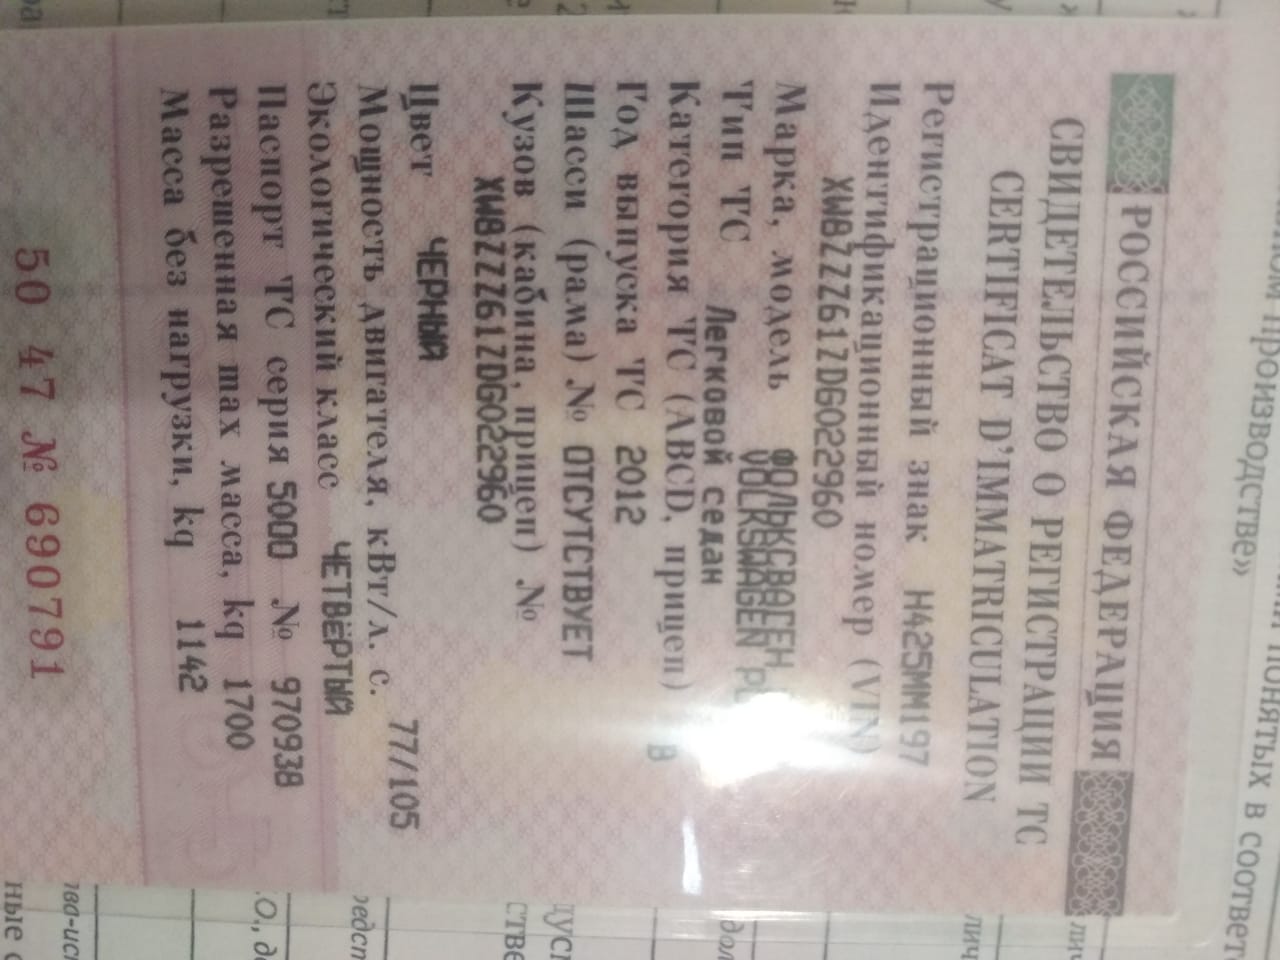 РОССИЙСКАЯ ФЕДЕРАЦИЯ
СВИДЕТЕЛЬСТВО О РЕГИСТРАЦИИ ТС
CERTIFICAT D'IMMATRICULATION
Регистрационный знак Н425ММ197
Идентификационный номер (VIN)
XW8ZZZ61ZDG022960
Марка, модель ФОЛЬКСВАГЕН
VOLKSWAGEN
Тип ТС Легковой седан
Категория ТС (ABCD, прицеп) В
Год выпуска ТС 2012
Шасси (рама) № ОТСУТСТВУЕТ
Кузов (кабина, прицеп) №
XW8ZZZ61ZDG022960
Цвет ЧЕРНЫЙ
Мощность двигателя, кВт/л. с. 77/105
Экологический класс ЧЕТВЁРТЫЙ
Паспорт ТС серия 5000 № 970938
Разрешенная max масса, kg 1700
Масса без нагрузки, kg 1142
50 47 № 690791
производстве»
понятых в соответс